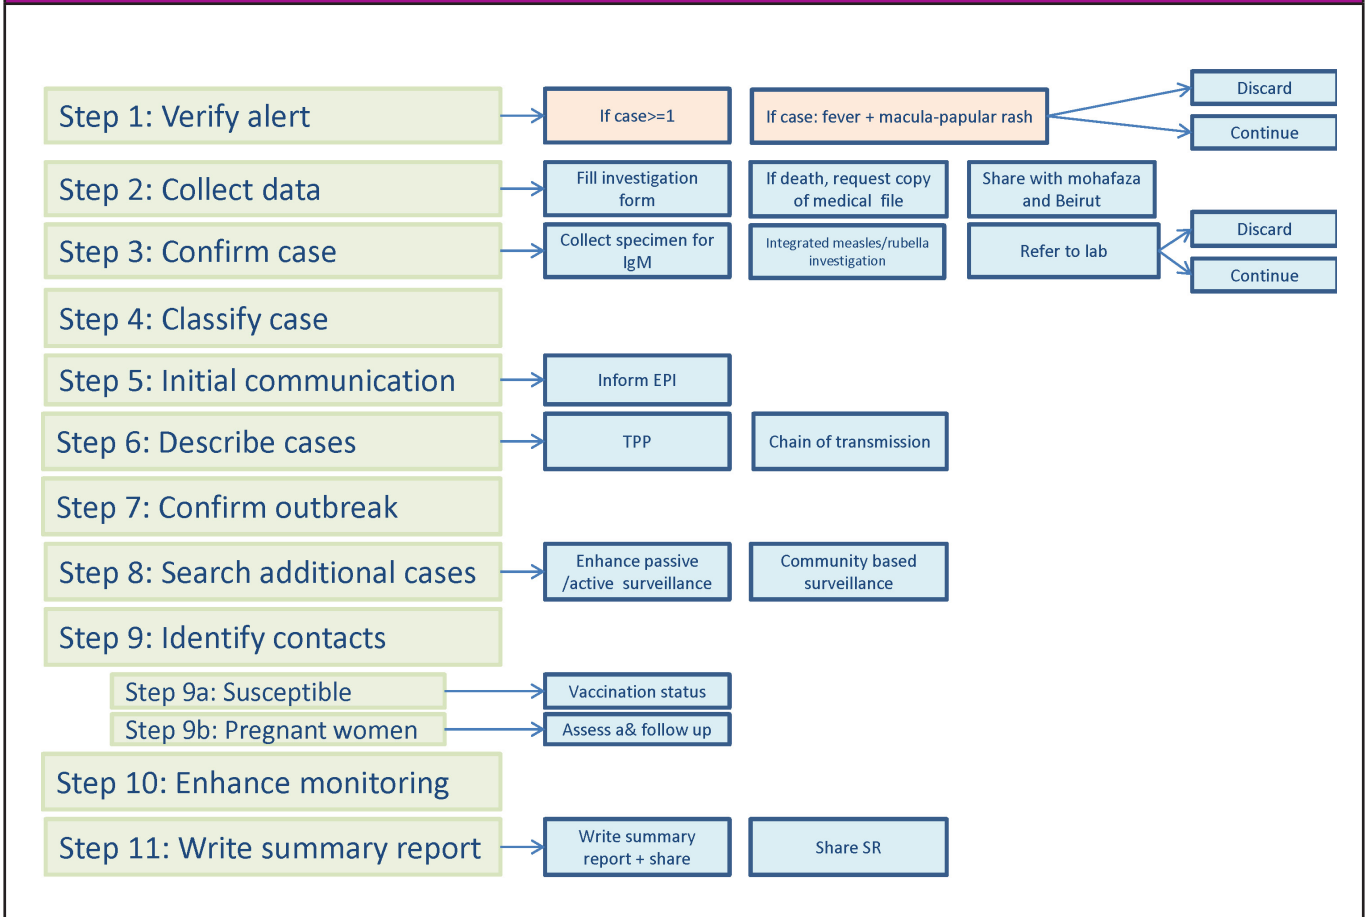 Step 1: Verify alert
If case>=1
If case: fever + macula-papular rash
Discard
Continue
Step 2: Collect data
Fill investigation
form
If death, request copy
of medical file
Share with mohafaza
and Beirut
Step 3: Confirm case
Collect specimen for
IgM
Integrated measles/rubella
investigation
Refer to lab
Discard
Continue
Step 4: Classify case
Step 5: Initial communication
Inform EPI
Step 6: Describe cases
TPP
Chain of transmission
Step 7: Confirm outbreak
Step 8: Search additional cases
Enhance passive
/active surveillance
Community based
surveillance
Step 9: Identify contacts
Step 9a: Susceptible
Vaccination status
Step 9b: Pregnant women
Assess a& follow up
Step 10: Enhance monitoring
Step 11: Write summary report
Write summary
report + share
Share SR